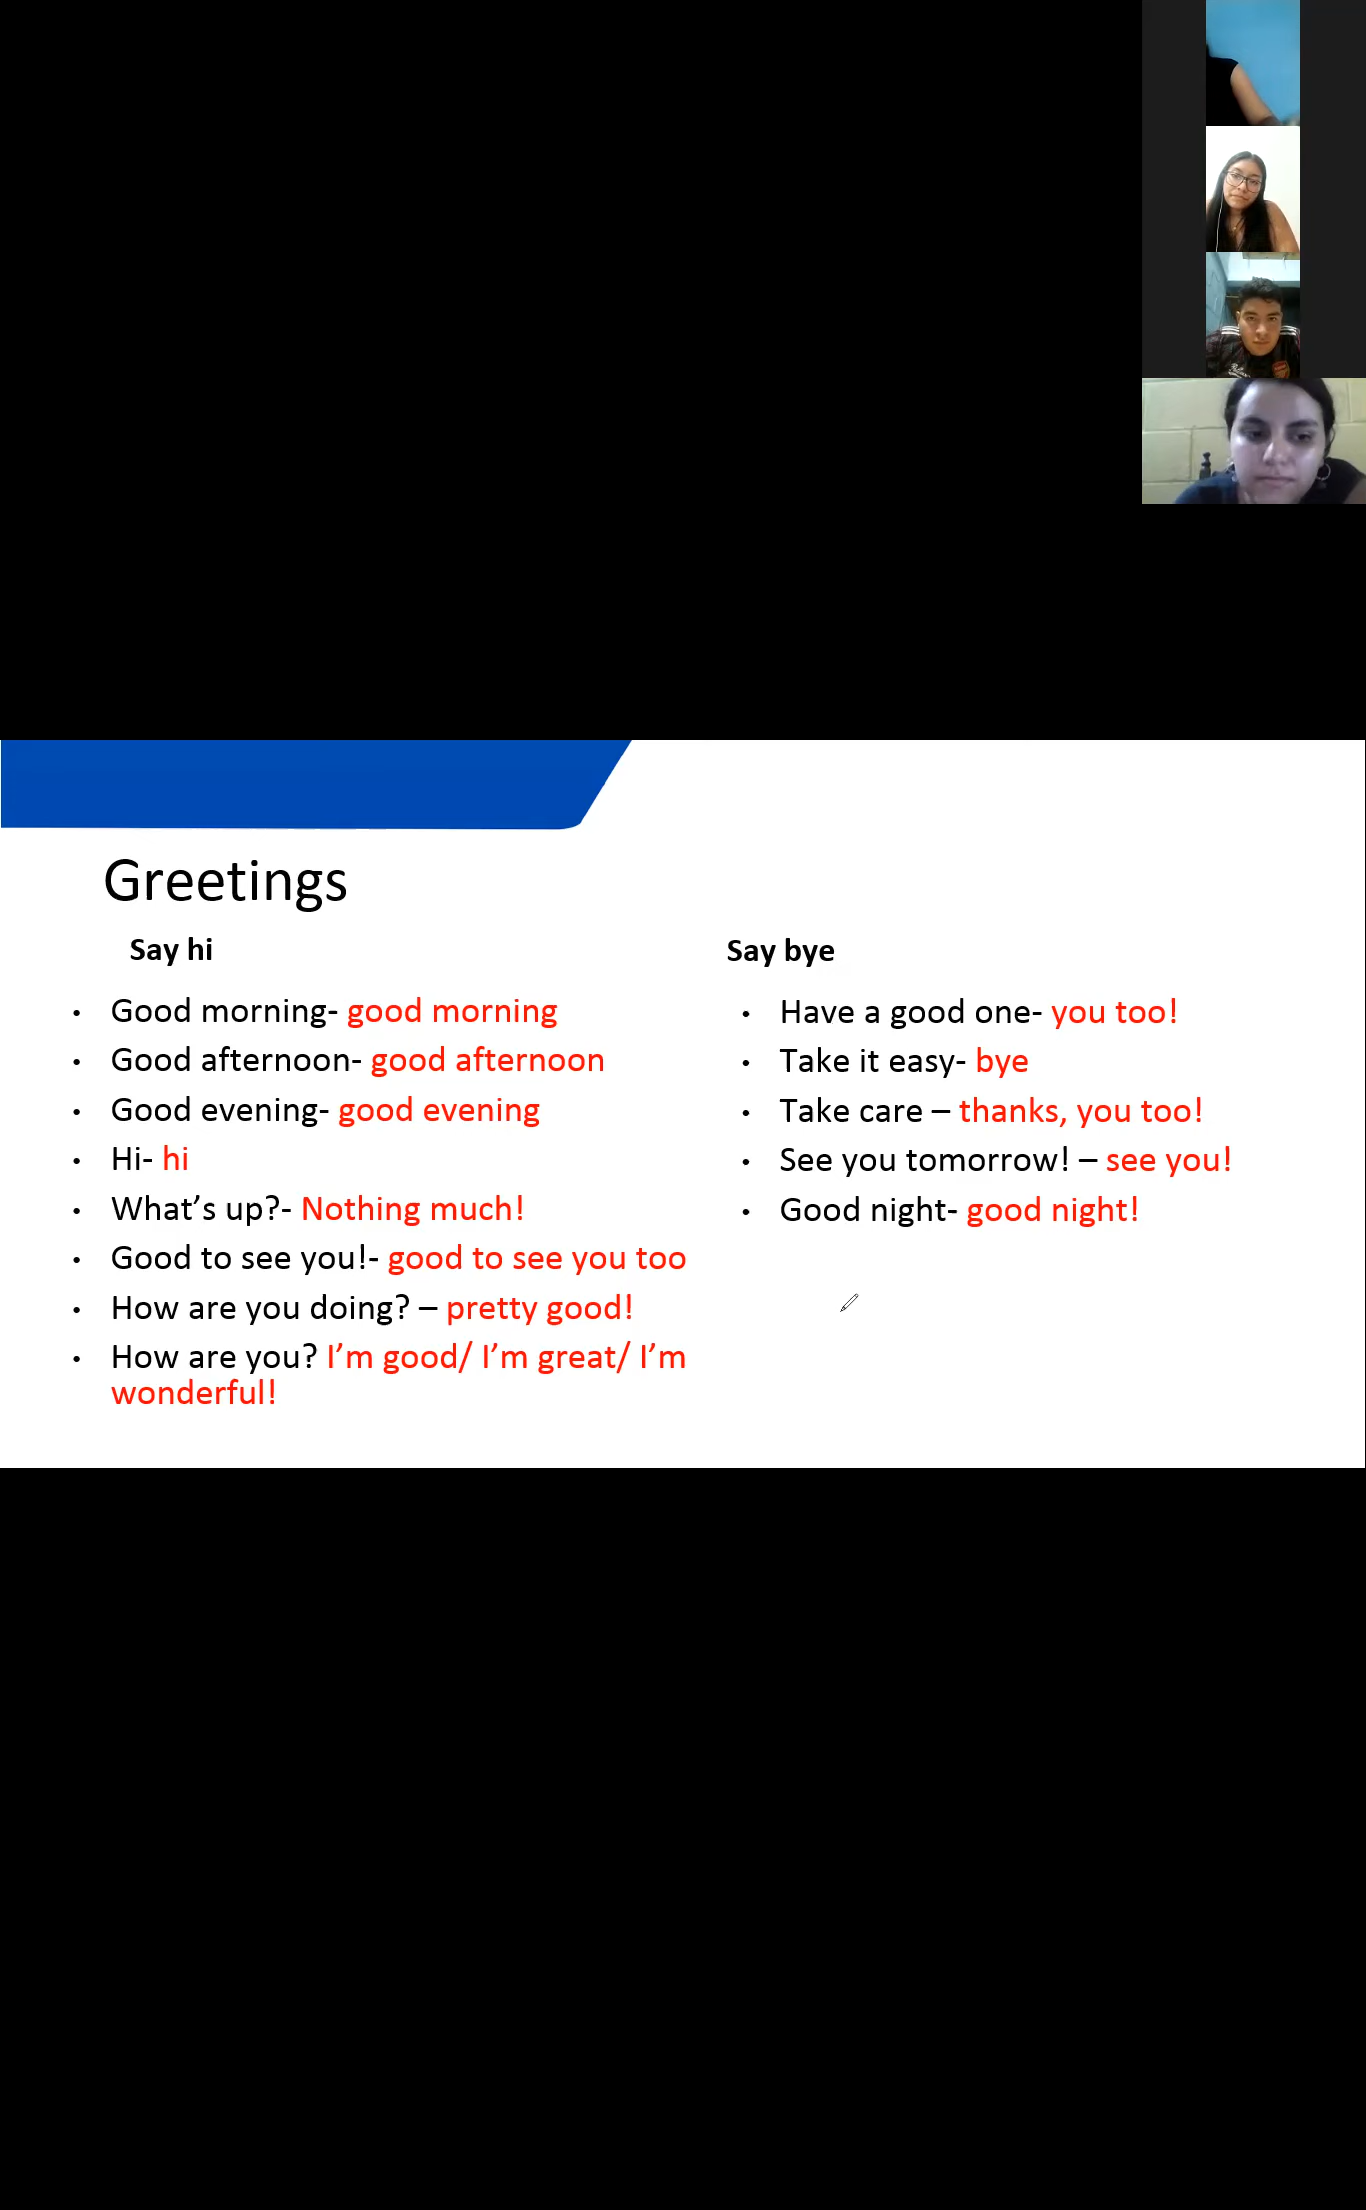 Greetings
Say hi
Good morning- good morning
Good afternoon- good afternoon
Good evening- good evening
Hi- hi
What’s up?- Nothing much!
Good to see you!- good to see you too
How are you doing? – pretty good!
How are you? I’m good/ I’m great/ I’m
wonderful!
Say bye
Have a good one- you too!
Take it easy- bye
Take care – thanks, you too!
See you tomorrow! – see you!
Good night- good night!